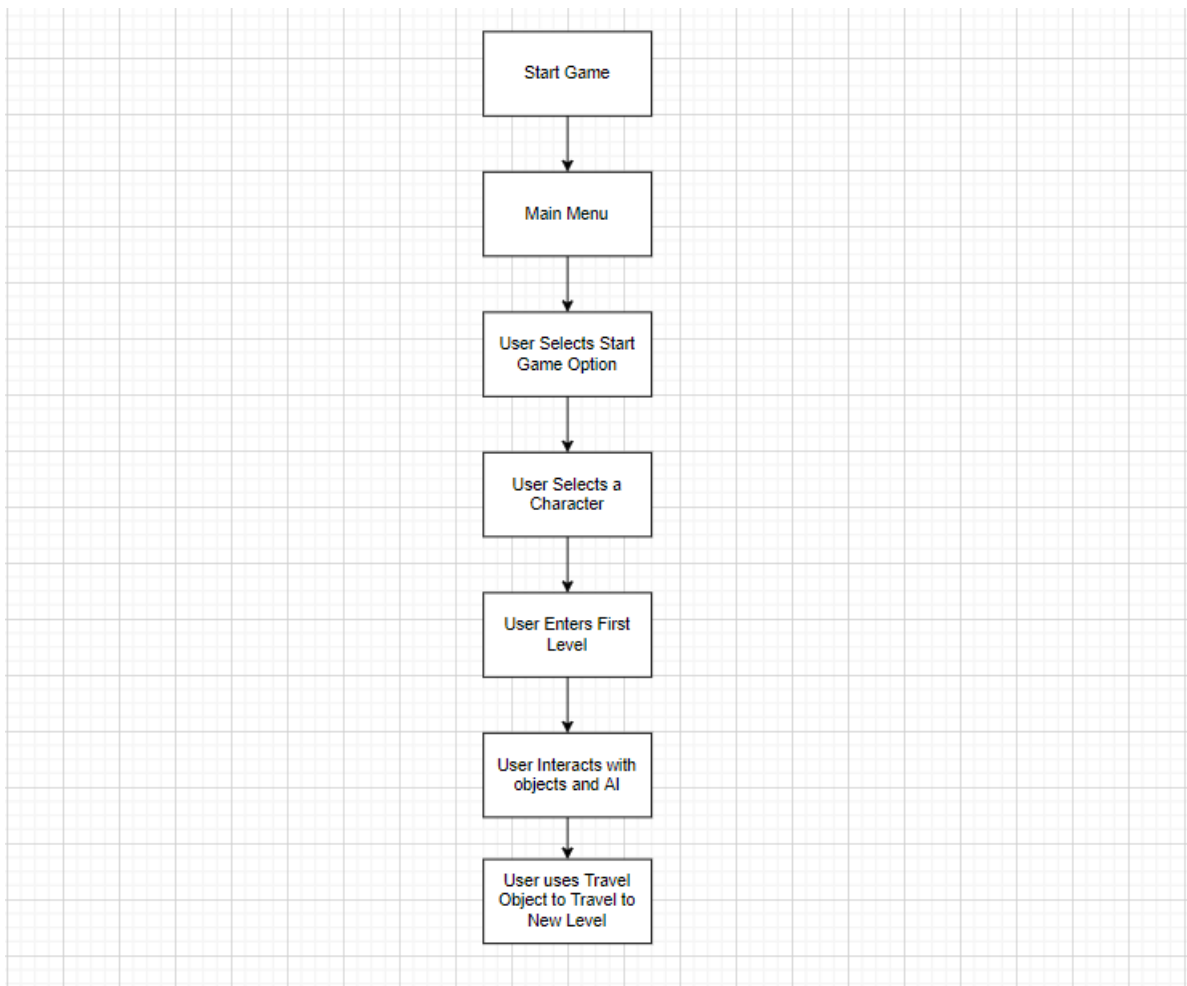 Start Game
Main Menu
User Selects Start
Game Option
User Selects a
Character
User Enters First
Level
User Interacts with
objects and AI
User uses Travel
Object to Travel to
New Level